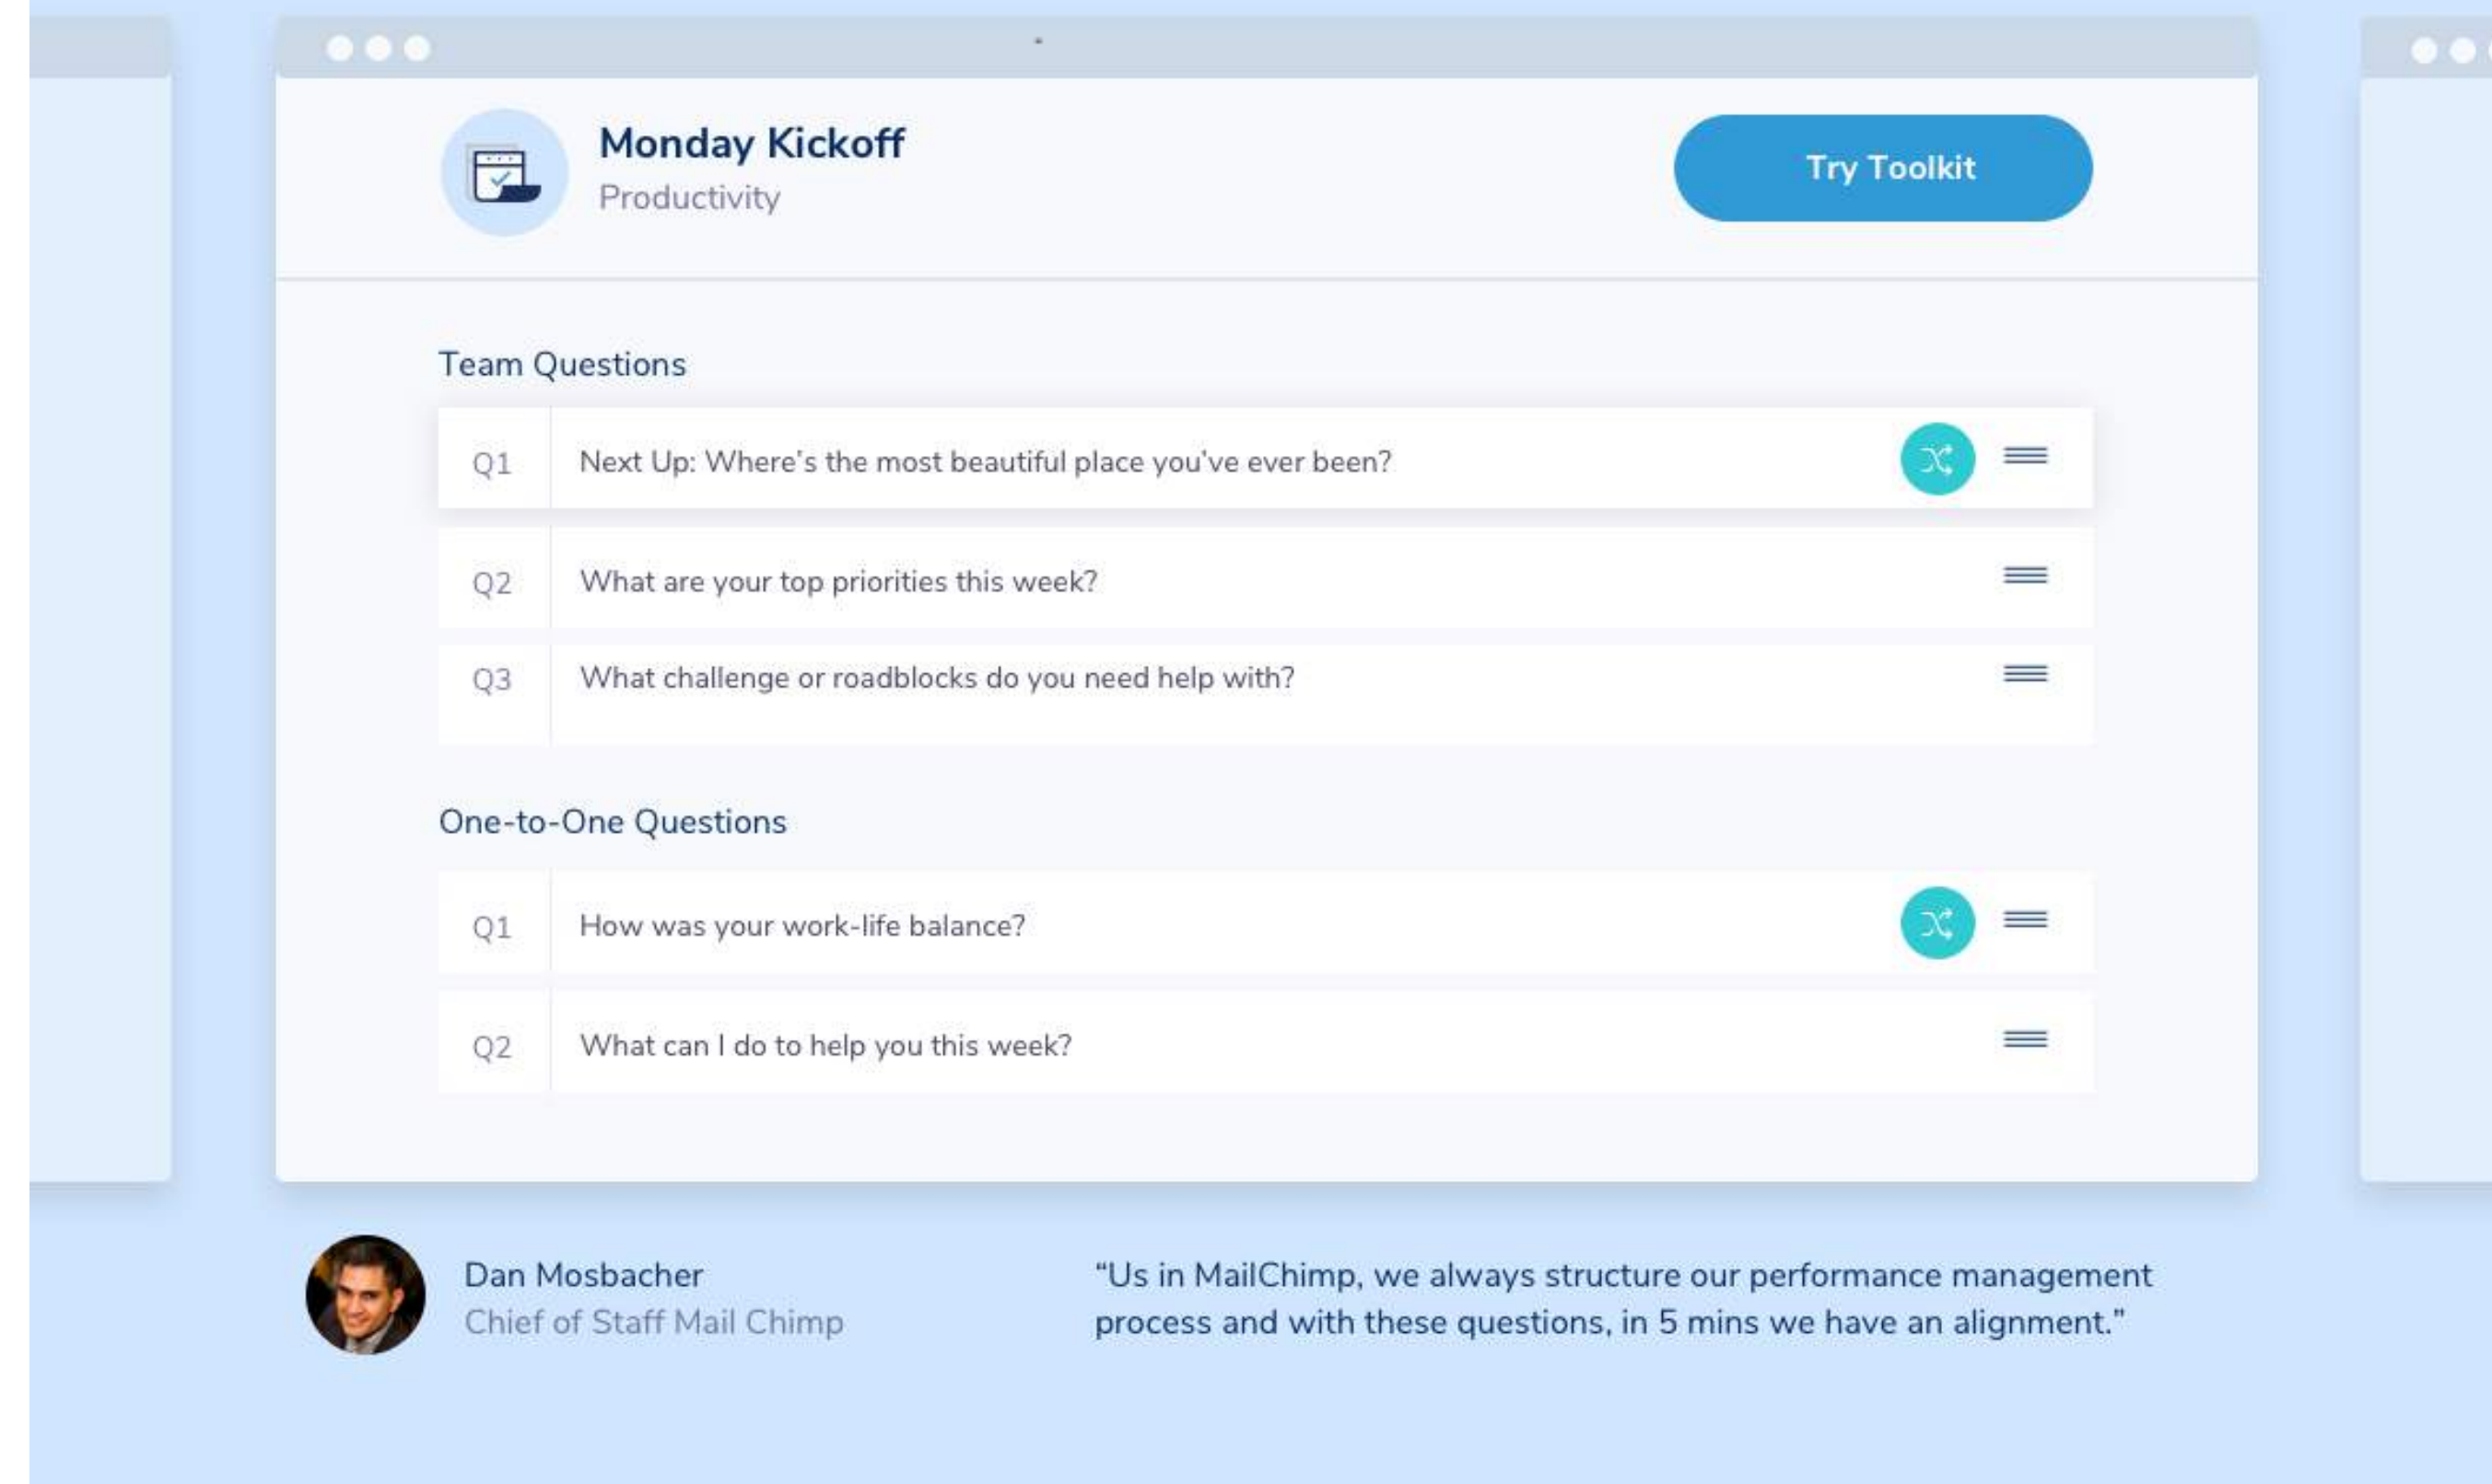 Monday Kickoff
Productivity
Try Toolkit
Team Questions
Q1 Next Up: Where's the most beautiful place you've ever been?
Q2 What are your top priorities this week?
Q3 What challenge or roadblocks do you need help with?
One-to-One Questions
Q1 How was your work-life balance?
Q2 What can I do to help you this week?
Dan Mosbacher
Chief of Staff Mail Chimp
“Us in MailChimp, we always structure our performance management
process and with these questions, in 5 mins we have an alignment.”